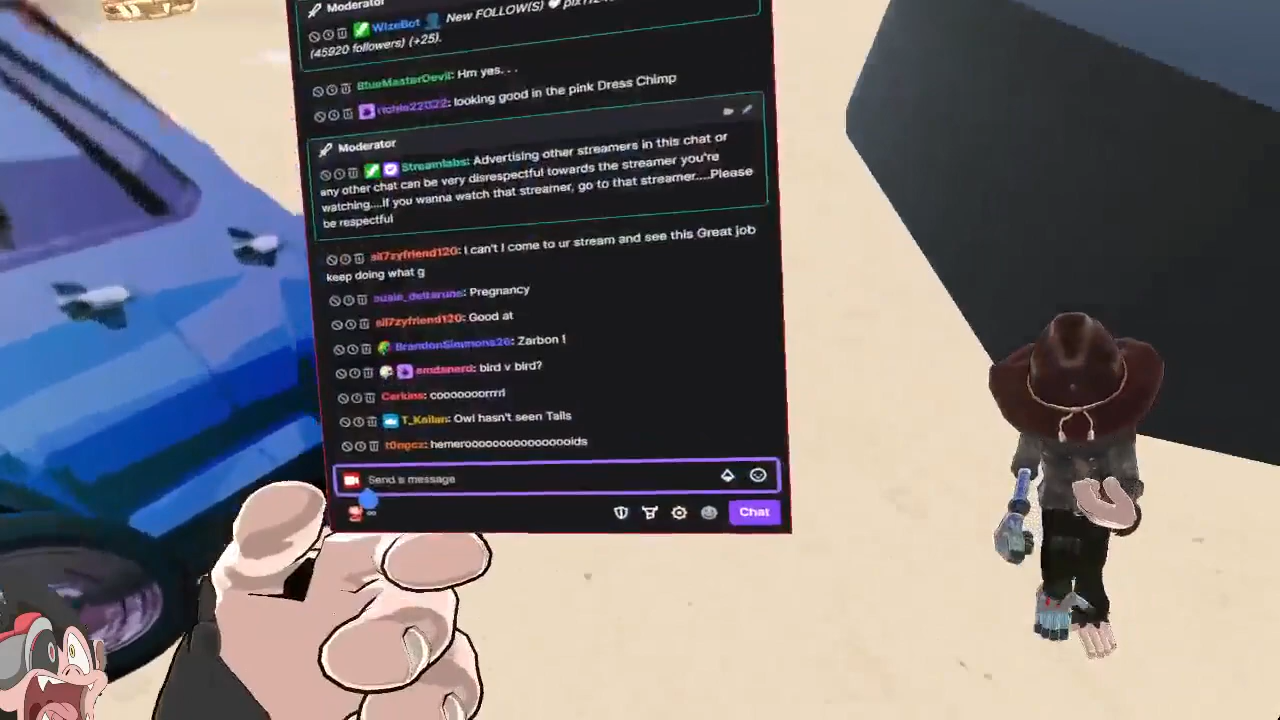 Moderator
WizeBot New FOLLOW(S)
(45920 followers) (+25).
BlueMasterDevil: Hm yes. . .
richie22022: looking good in the pink Dress Chimp
Moderator
Streamlabs: Advertising other streamers in this chat or
any other chat can be very disrespectful towards the streamer you're
watching....If you wanna watch that streamer, go to that streamer....Please
be respectful
sli7zyfriend120: I can't I come to ur stream and see this Great job
keep doing what g
susie_deltarune: Pregnancy
sli7zyfriend120: Good at
BrandonSimmons26: Zarbon !
emdsnerd: bird v bird?
Carkins: cooooooorrrrl
T_Kailan: Owl hasn't seen Tails
hemeroooooooooooooooids
Send a message
Chat